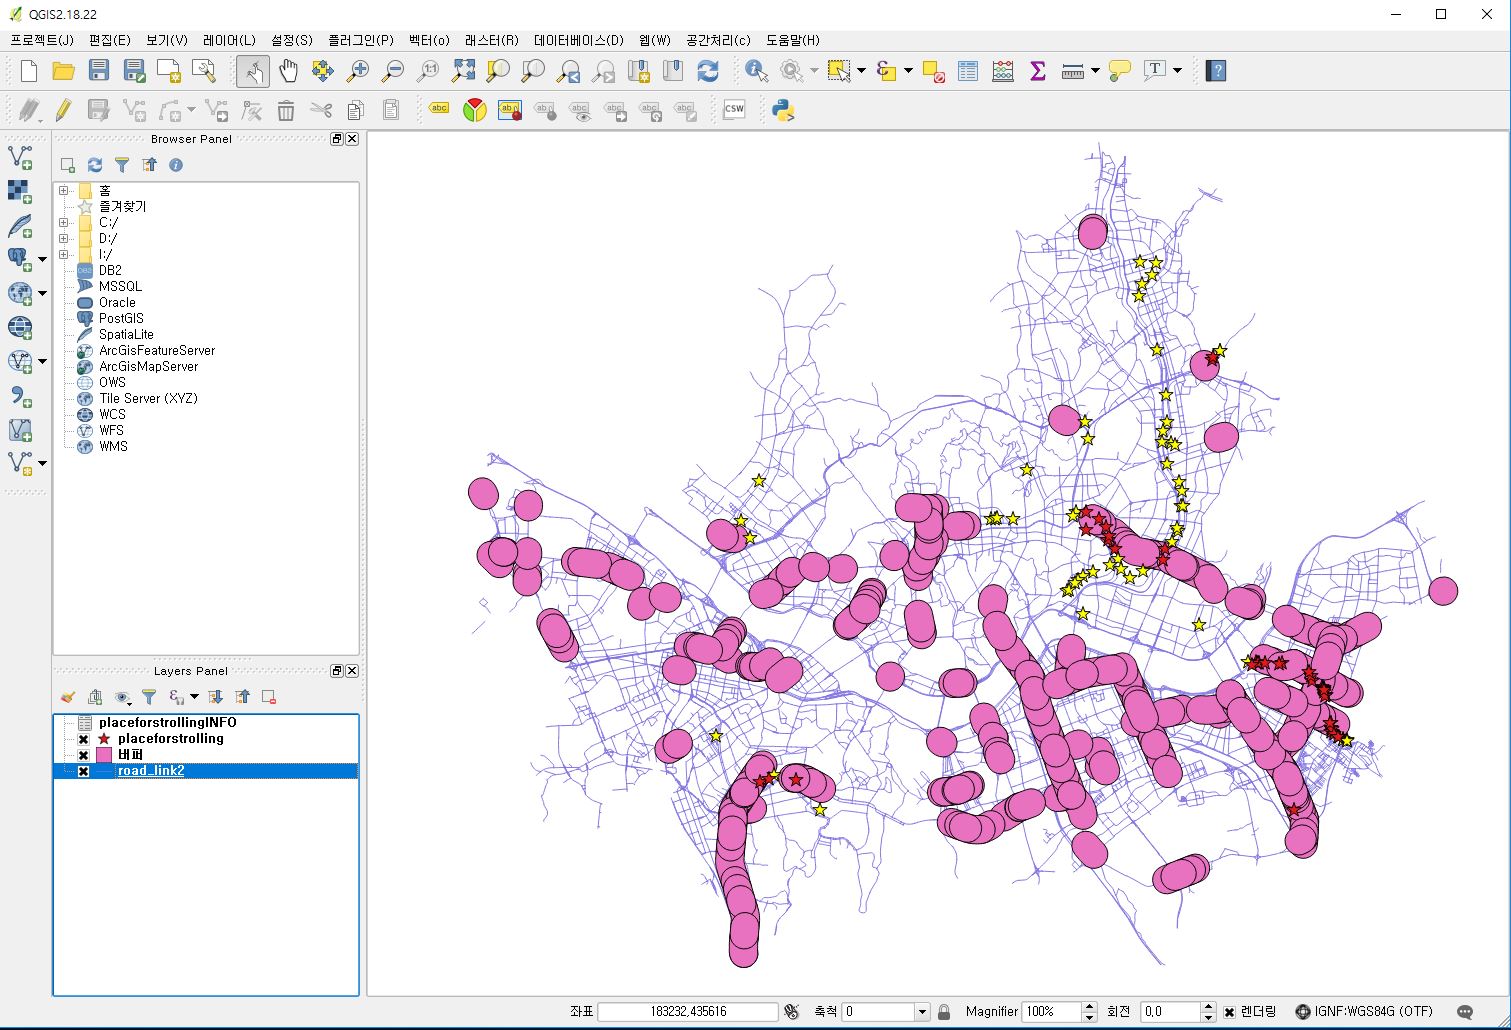 QGIS2.18.22
프로젝트(J) 편집(E) 보기(V) 레이어(L) 설정(S) 플러그인(P) 벡터(o) 래스터(R) 데이터베이스(D) 웹(W) 공간처리(c) 도움말(H)
abc abc CSW
Browser Panel
홈
즐겨찾기
C:/
D:/
I:/
DB2
MSSQL
Oracle
PostGIS
SpatiaLite
ArcGisFeatureServer
ArcGisMapServer
OWS
Tile Server (XYZ)
WCS
WFS
WMS
Layers Panel
placeforstrollingINFO
placeforstrolling
버퍼
road_link2
좌표 183232,435616 축척 0 Magnifier 100% 회전 0,0 렌더링 IGNF:WGS84G (OTF)